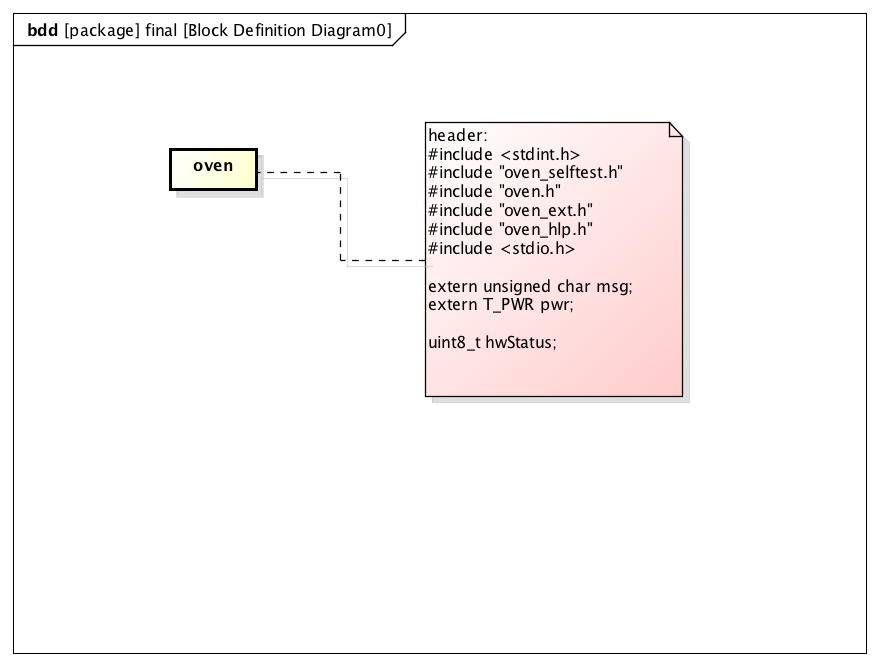 bdd [package] final [Block Definition Diagram0]
oven
header:
#include <stdint.h>
#include "oven_selftest.h"
#include "oven.h"
#include "oven_ext.h"
#include "oven_hlp.h"
#include <stdio.h>
extern unsigned char msg;
extern T_PWR pwr;
uint8_t hwStatus;